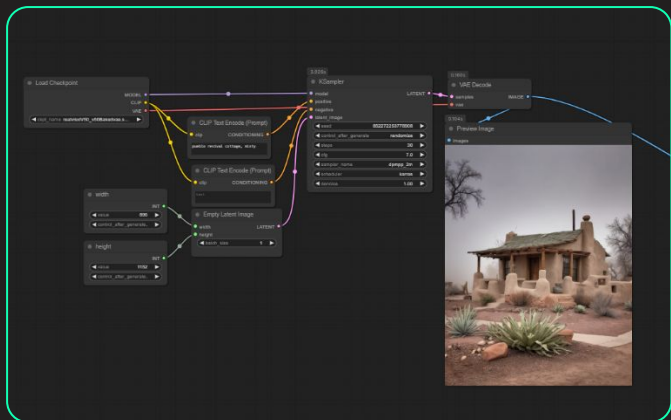 Load Checkpoint
MODEL
CLIP
VAE
CLIP Text Encode (Prompt)
clip
CONDITIONING
pueblo revival cottage, misty
CLIP Text Encode (Prompt)
clip
CONDITIONING
width
INT
value
control_after_generate
height
INT
value
control_after_generate
Empty Latent Image
LATENT
width
height
batch_size 1
KSampler
model
LATENT
positive
negative
latent_image
seed
control_after_generate randomize
steps
cfg 7.0
sampler_name dpmpp_2m
scheduler karras
denoise 1.00
VAE Decode
samples
IMAGE
vae
Preview Image
images